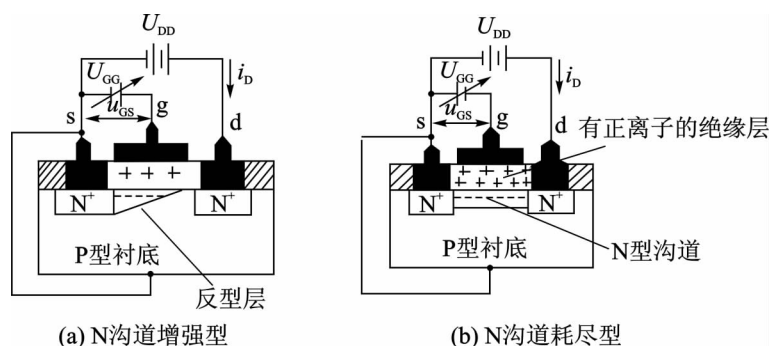 U_DD
U_GG
i_D
u_GS
s
g
d
+ + +
N⁺
N⁺
P型衬底
反型层
(a) N沟道增强型
U_DD
U_GG
i_D
u_GS
s
g
d
有正离子的绝缘层
N⁺
N⁺
P型衬底
N型沟道
(b) N沟道耗尽型